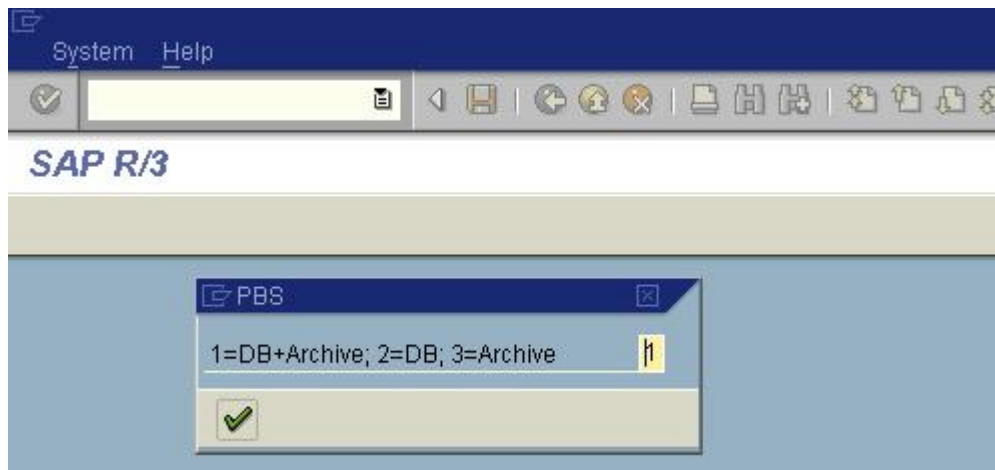 System Help
SAP R/3
PBS
1=DB+Archive; 2=DB; 3=Archive 1